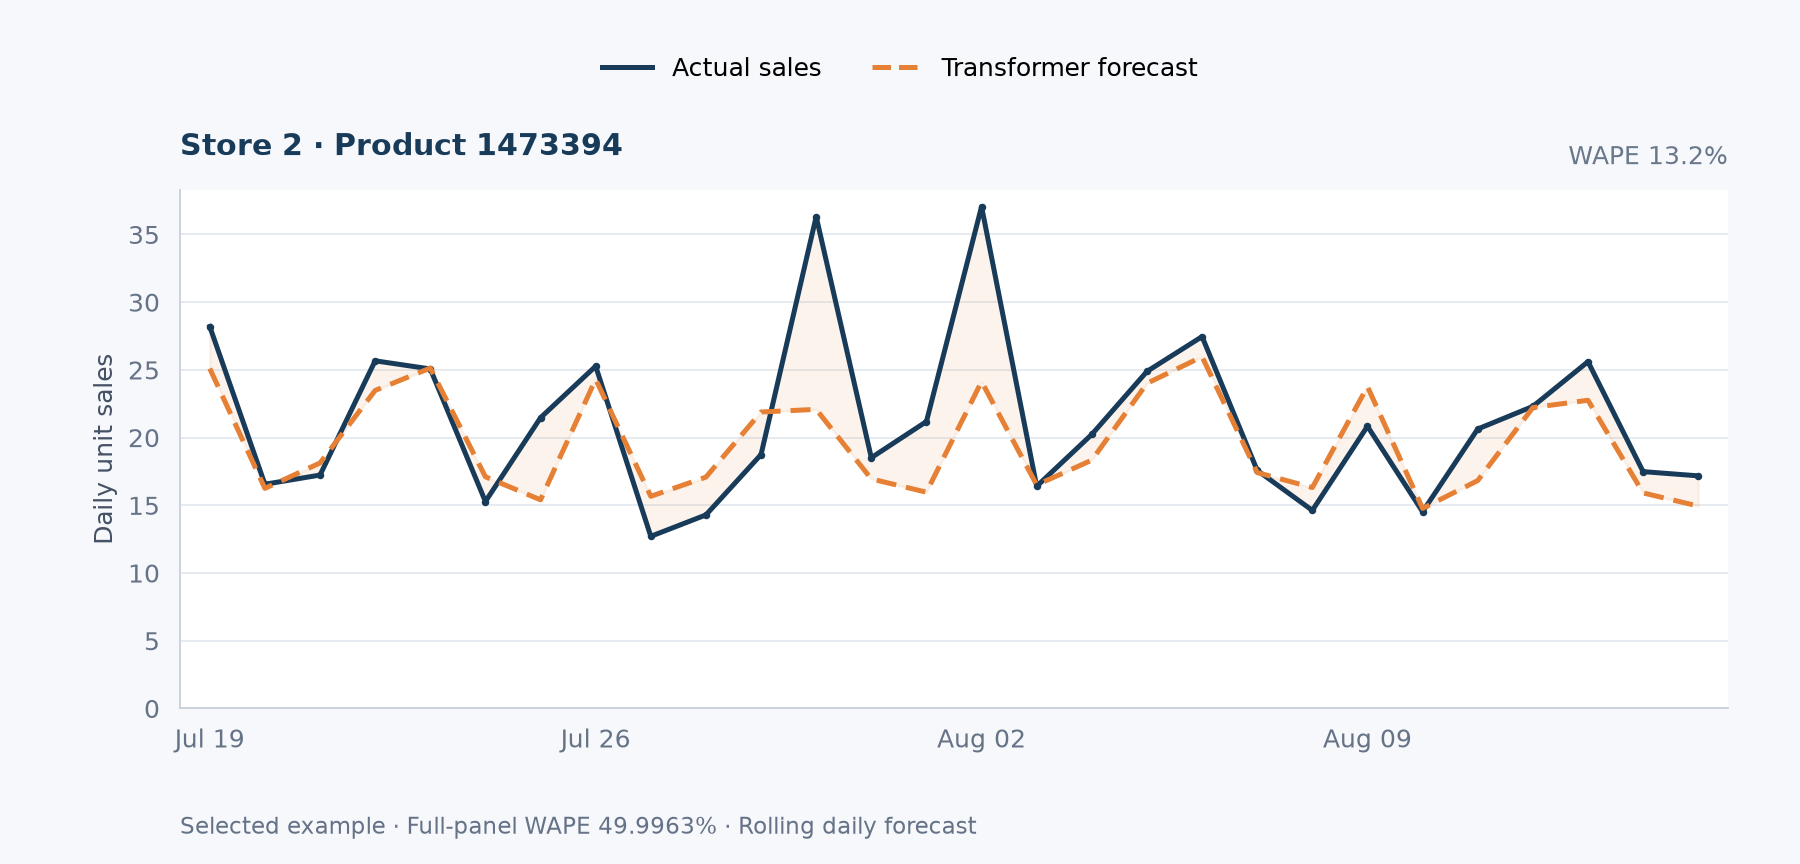 Actual sales Transformer forecast
Store 2 · Product 1473394
WAPE 13.2%
Daily unit sales
35
30
25
20
15
10
5
0
Jul 19 Jul 26 Aug 02 Aug 09
Selected example · Full-panel WAPE 49.9963% · Rolling daily forecast